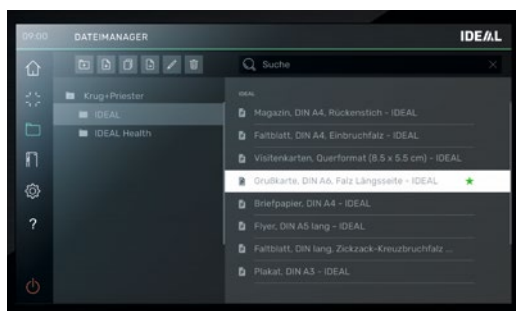 09:00
DATEIMANAGER
IDEAL
Suche
Krug+Priester
IDEAL
IDEAL Health
IDEAL
Magazin, DIN A4, Rückenstich - IDEAL
Faltblatt, DIN A4, Einbruchfalz - IDEAL
Visitenkarten, Querformat (8.5 x 5.5 cm) - IDEAL
Grußkarte, DIN A6, Falz Längsseite - IDEAL
Briefpapier, DIN A4 - IDEAL
Flyer, DIN A5 lang - IDEAL
Faltblatt, DIN lang, Zickzack-Kreuzbruchfalz ...
Plakat, DIN A3 - IDEAL
?